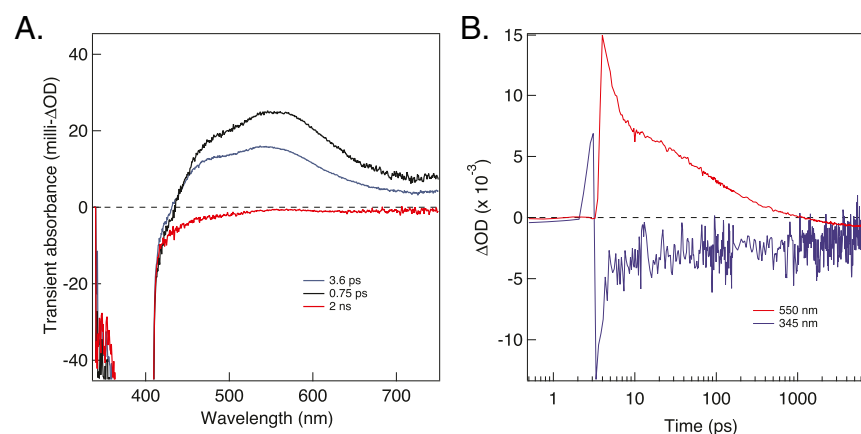 A.
40
20
0
-20
-40
Transient absorbance (milli-ΔOD)
3.6 ps
0.75 ps
2 ns
400
500
600
700
Wavelength (nm)
B.
15
10
5
0
-5
-10
ΔOD (x 10⁻³)
550 nm
345 nm
1
10
100
1000
Time (ps)